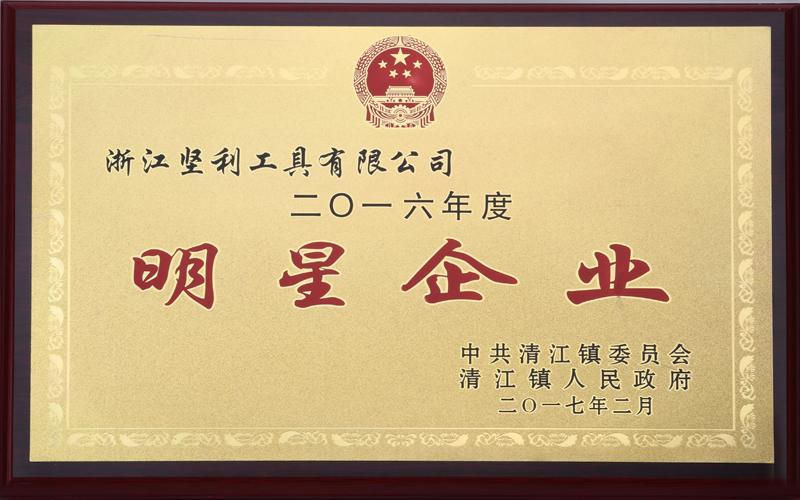 浙江坚利工具有限公司
二〇一六年度
明星企业
中共清江镇委员会
清江镇人民政府
二〇一七年二月